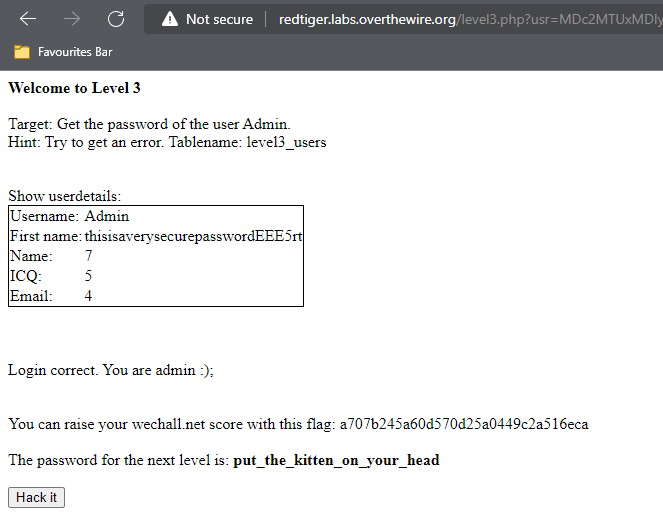 Not secure redtiger.labs.overthewire.org/level3.php?usr=MDc2MTUxMDIy
Favourites Bar
Welcome to Level 3
Target: Get the password of the user Admin.
Hint: Try to get an error. Tablename: level3_users
Show userdetails:
Username: Admin
First name: thisisaverysecurepasswordEEE5rt
Name: 7
ICQ: 5
Email: 4
Login correct. You are admin :);
You can raise your wechall.net score with this flag: a707b245a60d570d25a0449c2a516eca
The password for the next level is: put_the_kitten_on_your_head
Hack it